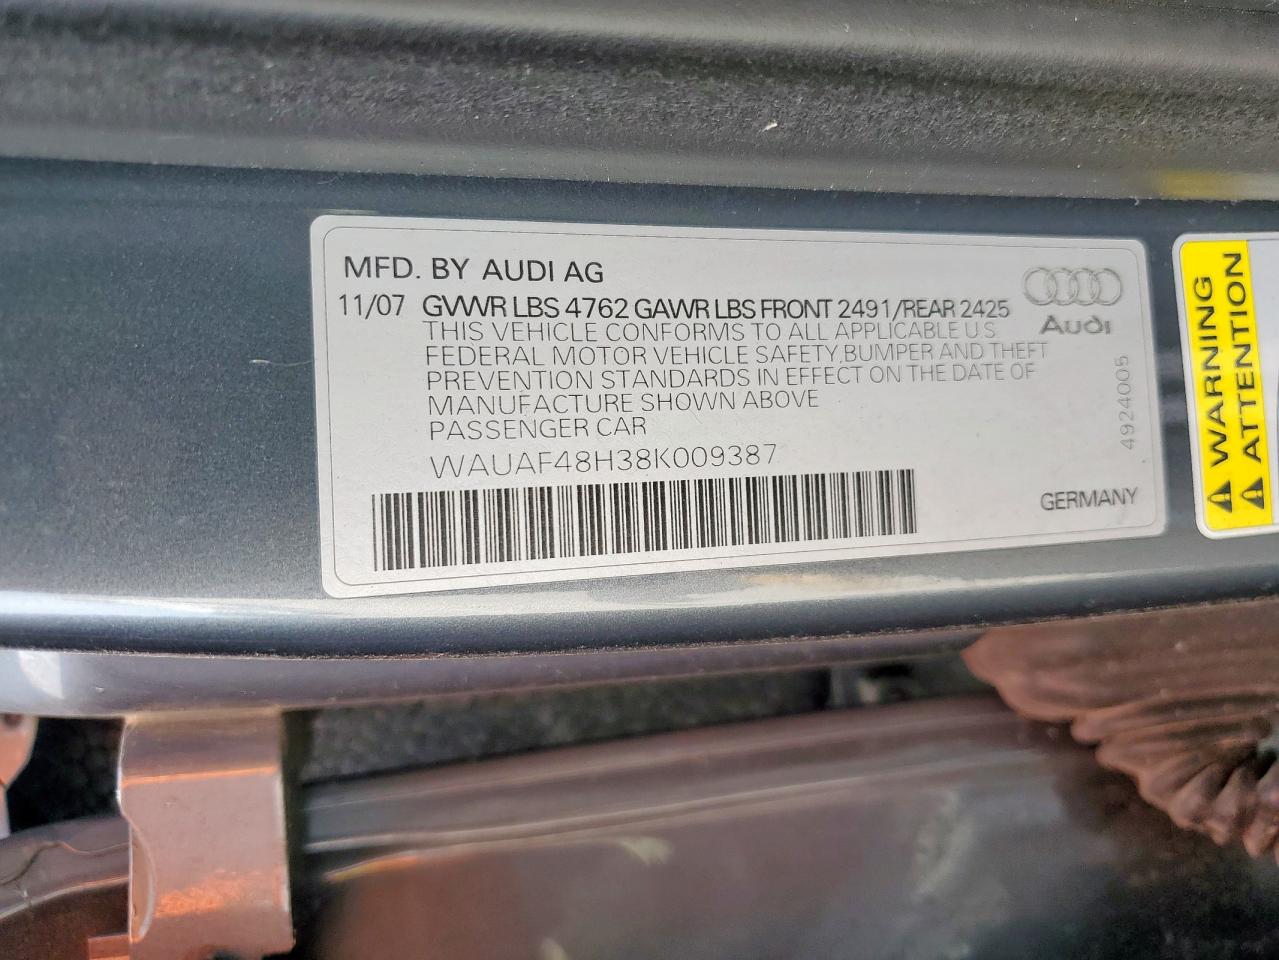 MFD. BY AUDI AG
11/07 GVWR LBS 4762 GAWR LBS FRONT 2491/REAR 2425
THIS VEHICLE CONFORMS TO ALL APPLICABLE U.S
FEDERAL MOTOR VEHICLE SAFETY,BUMPER AND THEFT
PREVENTION STANDARDS IN EFFECT ON THE DATE OF
MANUFACTURE SHOWN ABOVE
PASSENGER CAR
WAUAF48H38K009387
Audi
4924005
GERMANY
WARNING
ATTENTION